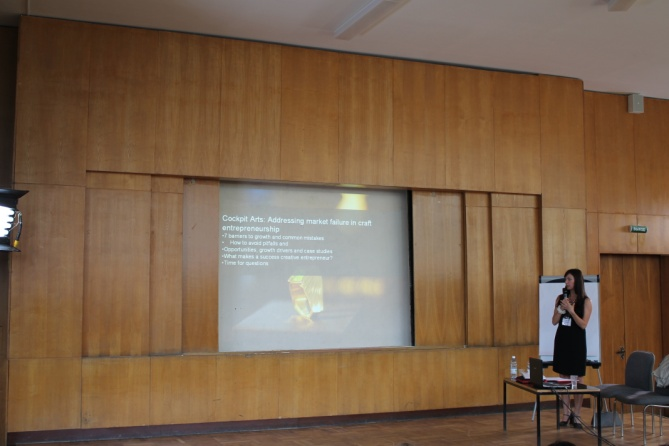 Cockpit Arts: Addressing market failure in craft
entrepreneurship
•7 barriers to growth and common mistakes
• How to avoid pitfalls and
•Opportunities, growth drivers and case studies
•What makes a success creative entrepreneur?
•Time for questions